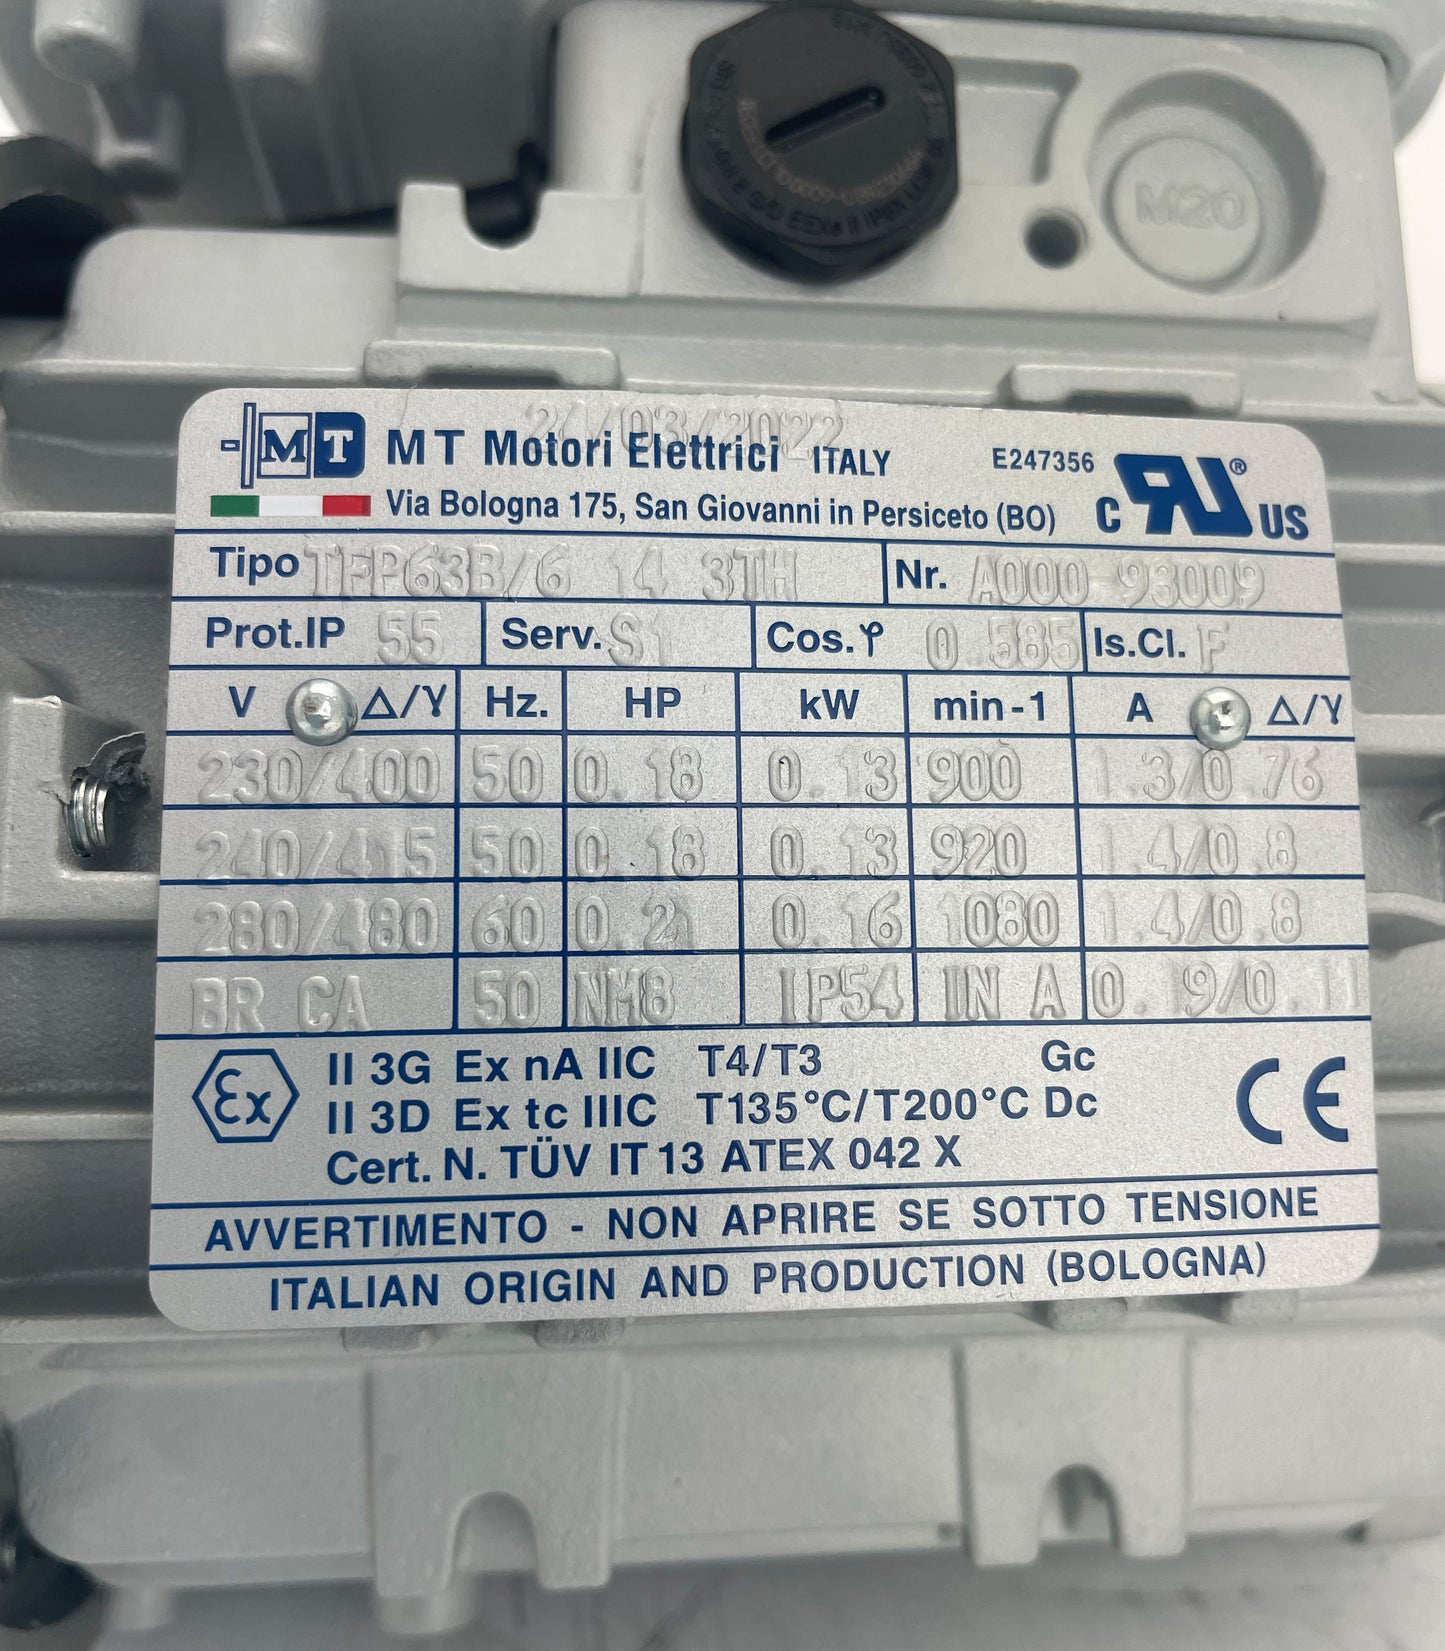 M20
24/03/2022
MT MT Motori Elettrici ITALY E247356 c RU ® US
Via Bologna 175, San Giovanni in Persiceto (BO)
Tipo TFP63B/6 14 3TH Nr. A000 93009
Prot.IP 55 Serv. S1 Cos.φ 0.585 Is.Cl. F
V Δ/Y Hz. HP kW min-1 A Δ/Y
230/400 50 0.18 0.13 900 1.3/0.76
240/415 50 0.18 0.13 920 1.4/0.8
280/480 60 0.21 0.16 1080 1.4/0.8
BR CA 50 NM8 IP54 IN A 0.19/0.11
Ex II 3G Ex nA IIC T4/T3 Gc CE
II 3D Ex tc IIIC T135°C/T200°C Dc
Cert. N. TÜV IT 13 ATEX 042 X
AVVERTIMENTO - NON APRIRE SE SOTTO TENSIONE
ITALIAN ORIGIN AND PRODUCTION (BOLOGNA)